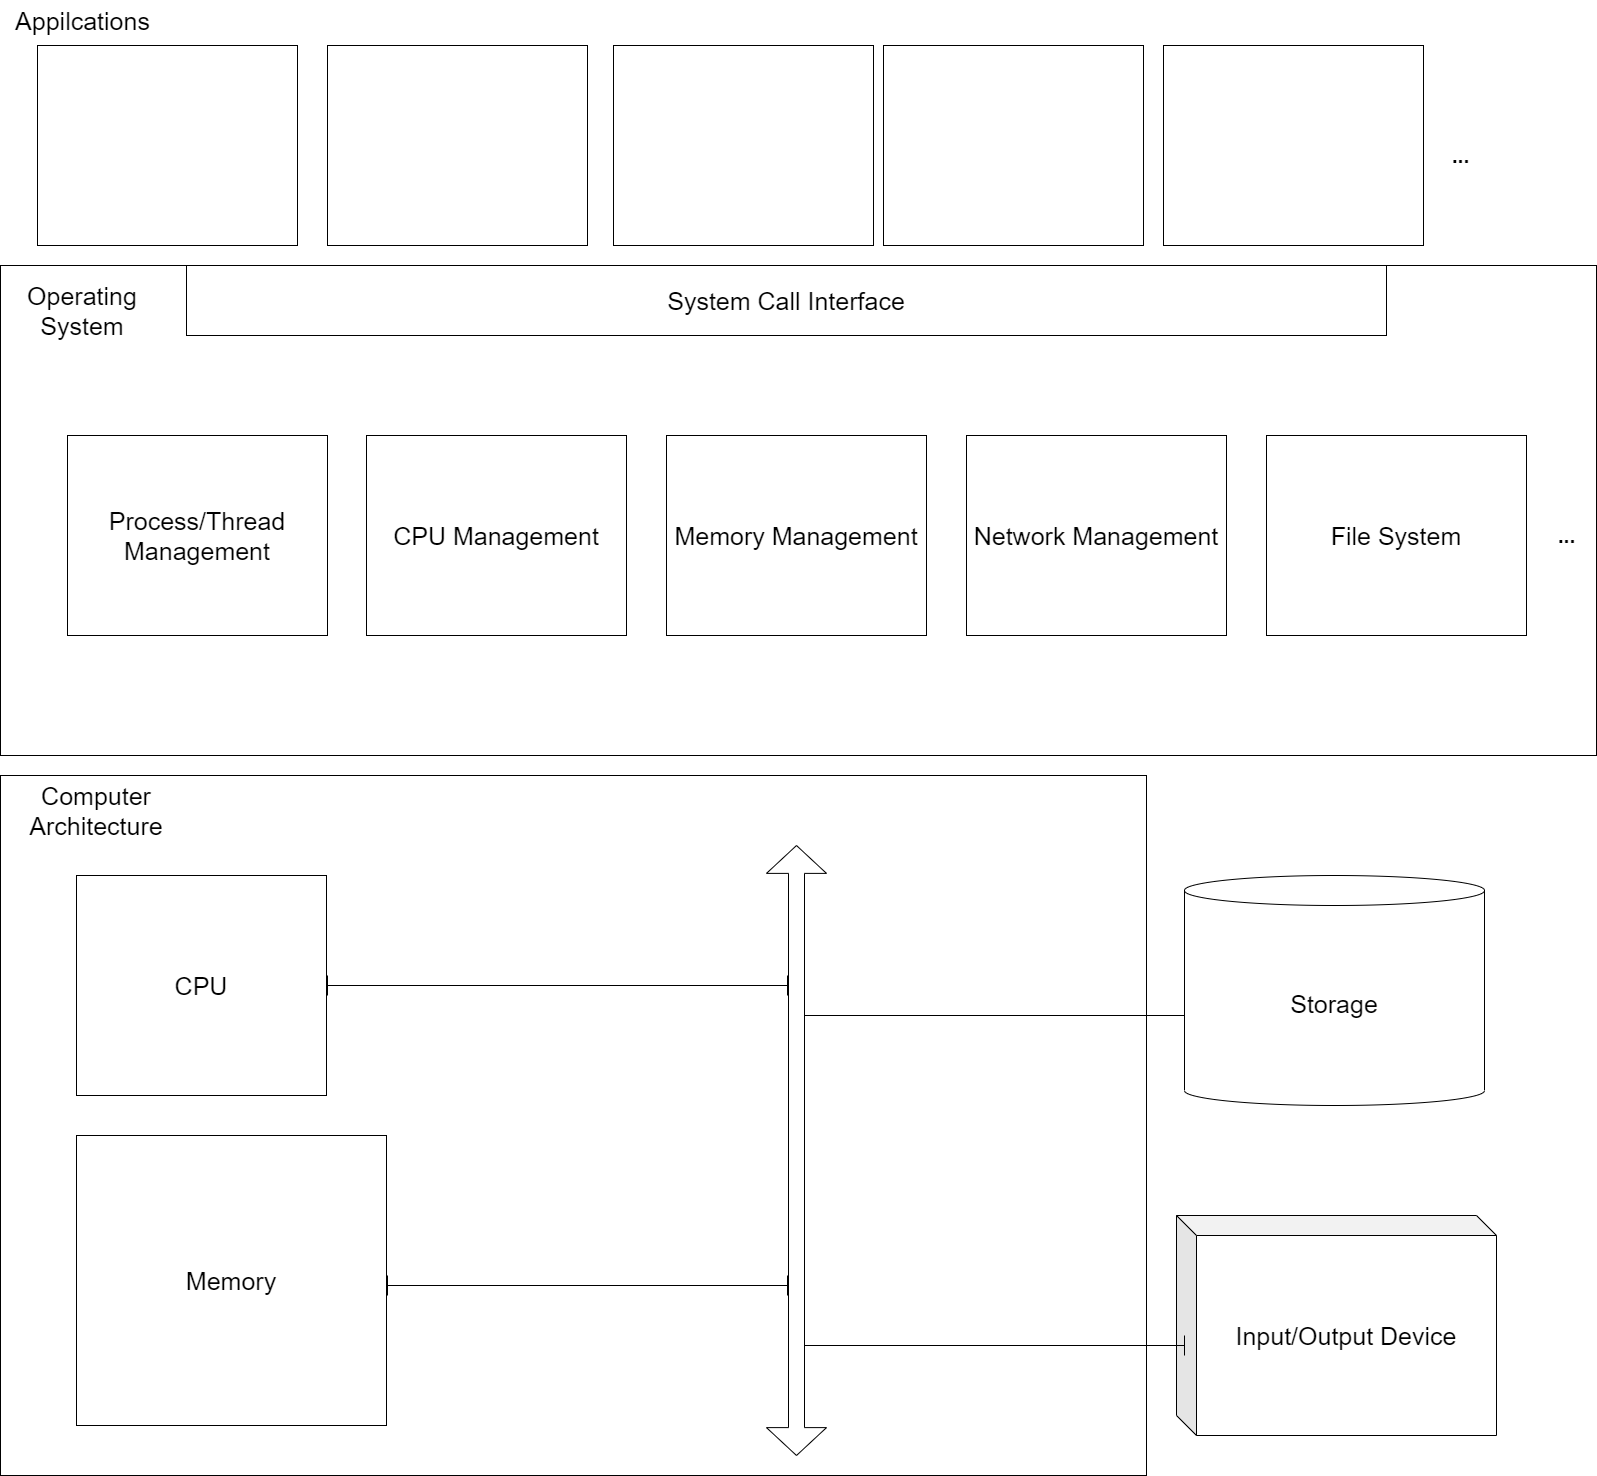 Appilcations
...
Operating
System
System Call Interface
Process/Thread
Management
CPU Management
Memory Management
Network Management
File System
...
Computer
Architecture
CPU
Storage
Memory
Input/Output Device